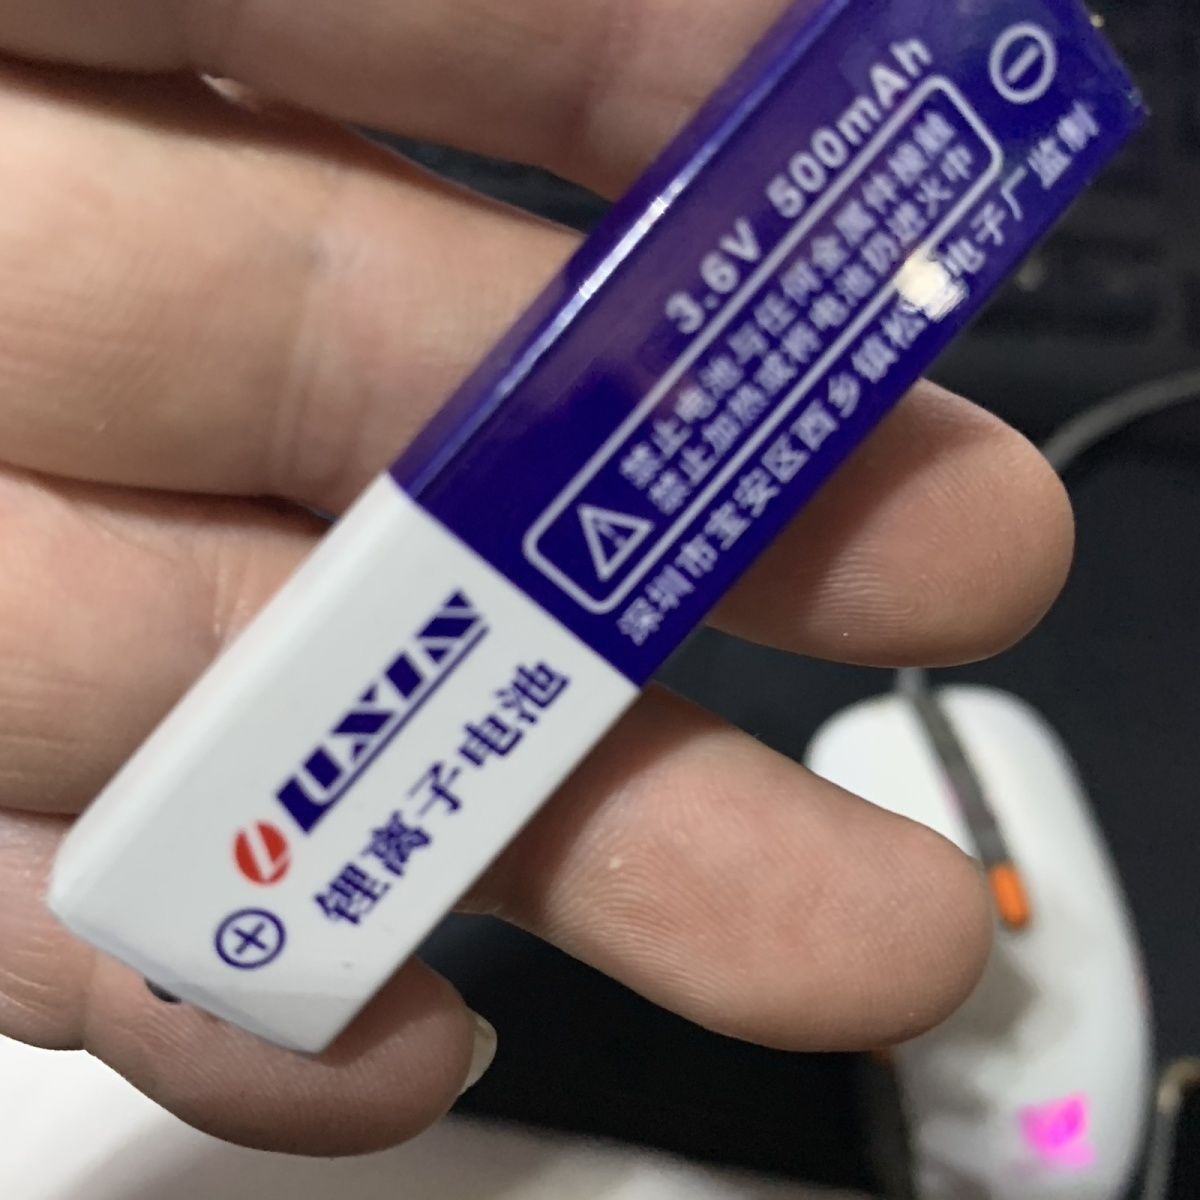 3.6V 500mAh
禁止电池与任何金属件接触
禁止加热或将电池扔进火中
深圳市宝安区西乡镇松 电子厂监制
LIXIN
锂离子电池